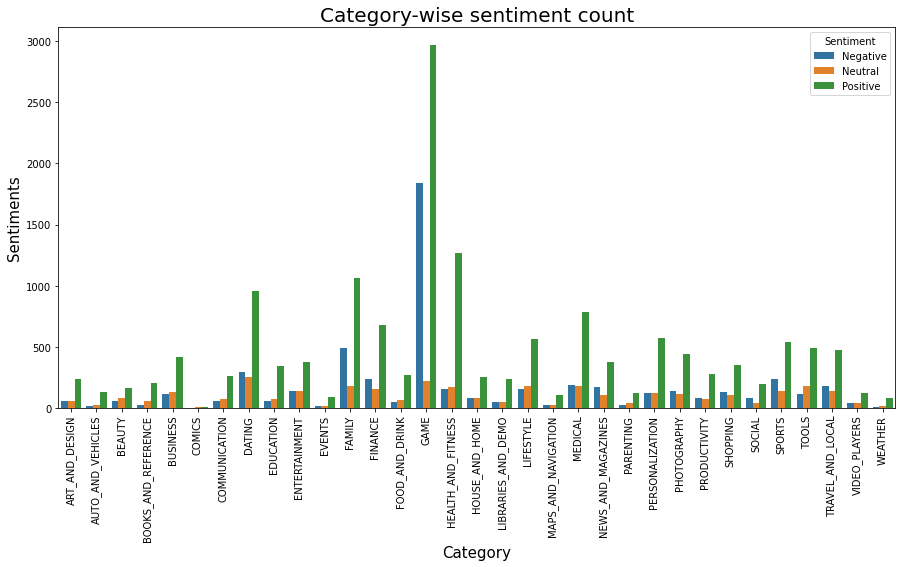 Category-wise sentiment count
Sentiment
Negative
Neutral
Positive
Sentiments
3000
2500
2000
1500
1000
500
0
ART_AND_DESIGN
AUTO_AND_VEHICLES
BEAUTY
BOOKS_AND_REFERENCE
BUSINESS
COMICS
COMMUNICATION
DATING
EDUCATION
ENTERTAINMENT
EVENTS
FAMILY
FINANCE
FOOD_AND_DRINK
GAME
HEALTH_AND_FITNESS
HOUSE_AND_HOME
LIBRARIES_AND_DEMO
LIFESTYLE
MAPS_AND_NAVIGATION
MEDICAL
NEWS_AND_MAGAZINES
PARENTING
PERSONALIZATION
PHOTOGRAPHY
PRODUCTIVITY
SHOPPING
SOCIAL
SPORTS
TOOLS
TRAVEL_AND_LOCAL
VIDEO_PLAYERS
WEATHER
Category